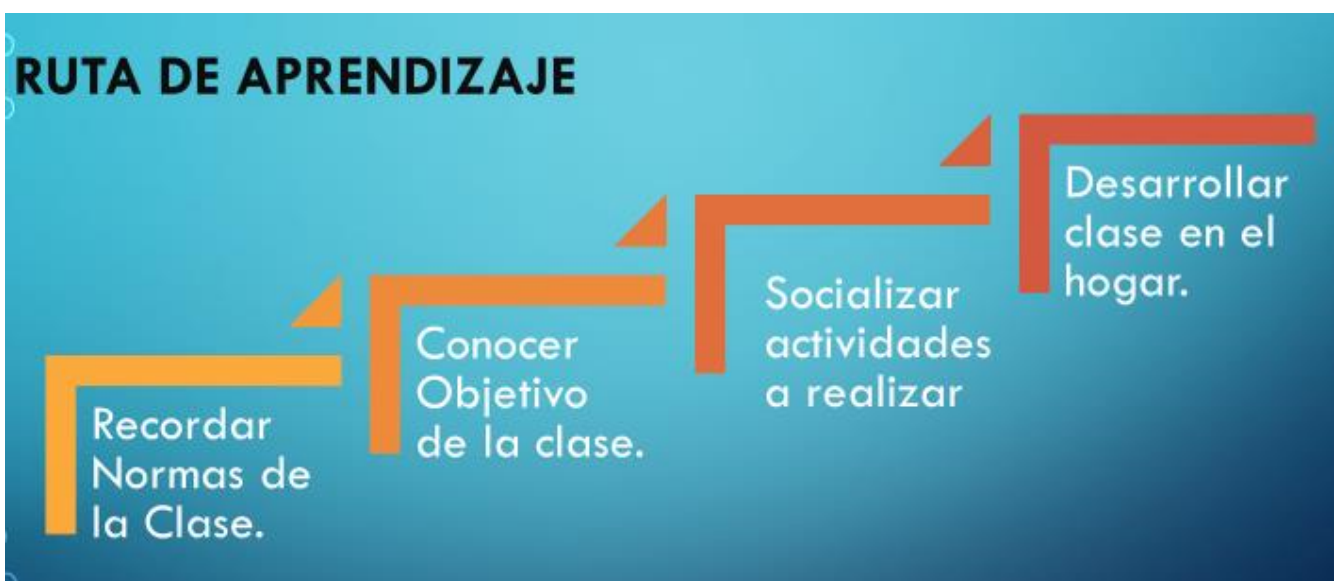 RUTA DE APRENDIZAJE
Recordar
Normas de
la Clase.
Conocer
Objetivo
de la clase.
Socializar
actividades
a realizar
Desarrollar
clase en el
hogar.